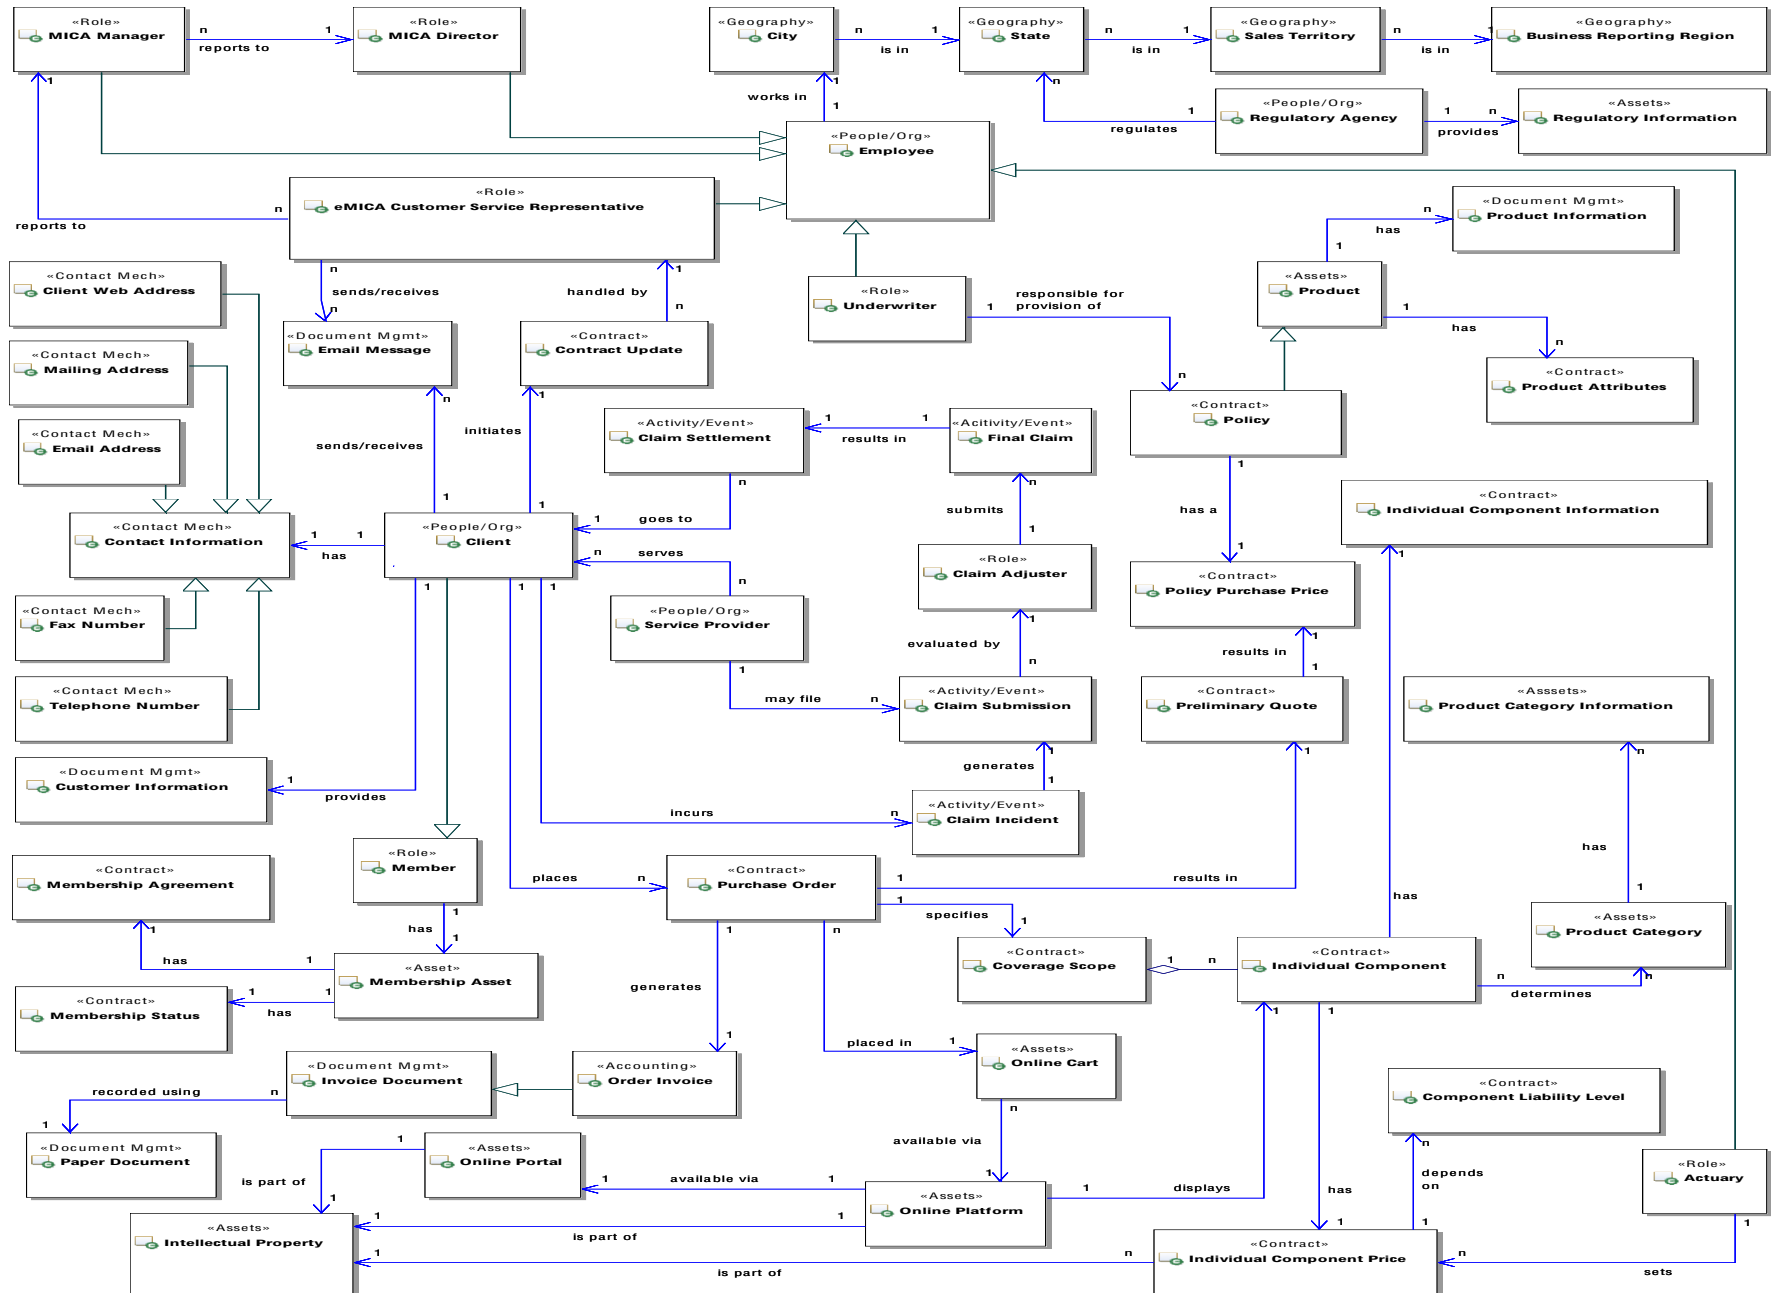 «Role»
MICA Manager
n
reports to
1
«Role»
MICA Director
«Geography»
City
n
is in
1
«Geography»
State
n
is in
1
«Geography»
Sales Territory
n
is in
1
«Geography»
Business Reporting Region
1
works in
1
1
n
regulates
1
«People/Org»
Regulatory Agency
1
provides
n
«Assets»
Regulatory Information
«People/Org»
Employee
«Role»
eMICA Customer Service Representative
n
reports to
«Document Mgmt»
Product Information
n
has
1
«Assets»
Product
1
has
n
«Contract»
Product Attributes
«Contact Mech»
Client Web Address
«Contact Mech»
Mailing Address
«Contact Mech»
Email Address
n
sends/receives
n
1
handled by
n
«Document Mgmt»
Email Message
«Contract»
Contract Update
«Role»
Underwriter
1
responsible for
provision of
n
«Contract»
Policy
n
sends/receives
1
1
initiates
1
«Activity/Event»
Claim Settlement
1
results in
1
«Acitivity/Event»
Final Claim
n
goes to
1
n
submits
1
1
has a
1
«Contract»
Individual Component Information
1
«Contact Mech»
Contact Information
1
has
1
«People/Org»
Client
.
n
serves
n
«Role»
Claim Adjuster
«Contract»
Policy Purchase Price
«Contact Mech»
Fax Number
1
1
1
«People/Org»
Service Provider
1
evaluated by
n
1
results in
1
«Contact Mech»
Telephone Number
1
may file
n
«Activity/Event»
Claim Submission
«Contract»
Preliminary Quote
1
«Asssets»
Product Category Information
n
«Document Mgmt»
Customer Information
1
provides
1
generates
1
incurs
n
«Activity/Event»
Claim Incident
«Role»
Member
1
has
1
«Contract»
Membership Agreement
1
has
1
places
n
«Contract»
Purchase Order
1
results in
1
specifies
1
has
has
1
«Assets»
Product Category
«Asset»
Membership Asset
«Contract»
Membership Status
1
has
1
1
generates
1
n
placed in
1
«Contract»
Coverage Scope
1
n
«Contract»
Individual Component
n
determines
n
1
1
«Assets»
Online Cart
n
available via
1
«Document Mgmt»
Invoice Document
«Accounting»
Order Invoice
recorded using
n
1
«Document Mgmt»
Paper Document
«Contract»
Component Liability Level
n
depends
on
1
1
is part of
1
«Assets»
Online Portal
1
available via
1
«Assets»
Online Platform
1
displays
has
1
«Role»
Actuary
1
«Assets»
Intellectual Property
1
is part of
1
1
is part of
n
«Contract»
Individual Component Price
n
sets